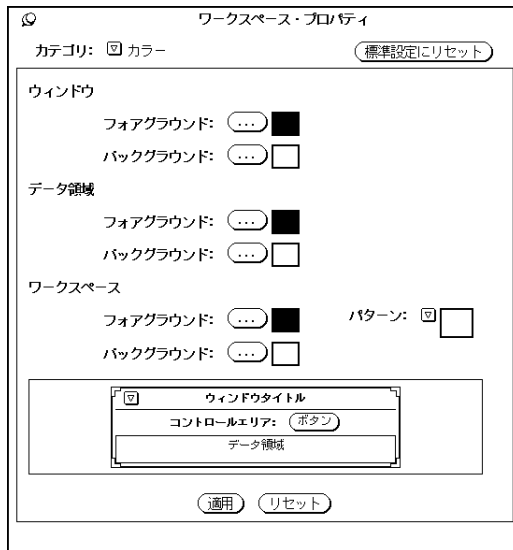 ワークスペース・プロパティ
カテゴリ: カラー 標準設定にリセット
ウィンドウ
フォアグラウンド: ...
バックグラウンド: ...
データ領域
フォアグラウンド: ...
バックグラウンド: ...
ワークスペース
フォアグラウンド: ... パターン:
バックグラウンド: ...
ウィンドウタイトル
コントロールエリア: ボタン
データ領域
適用 リセット